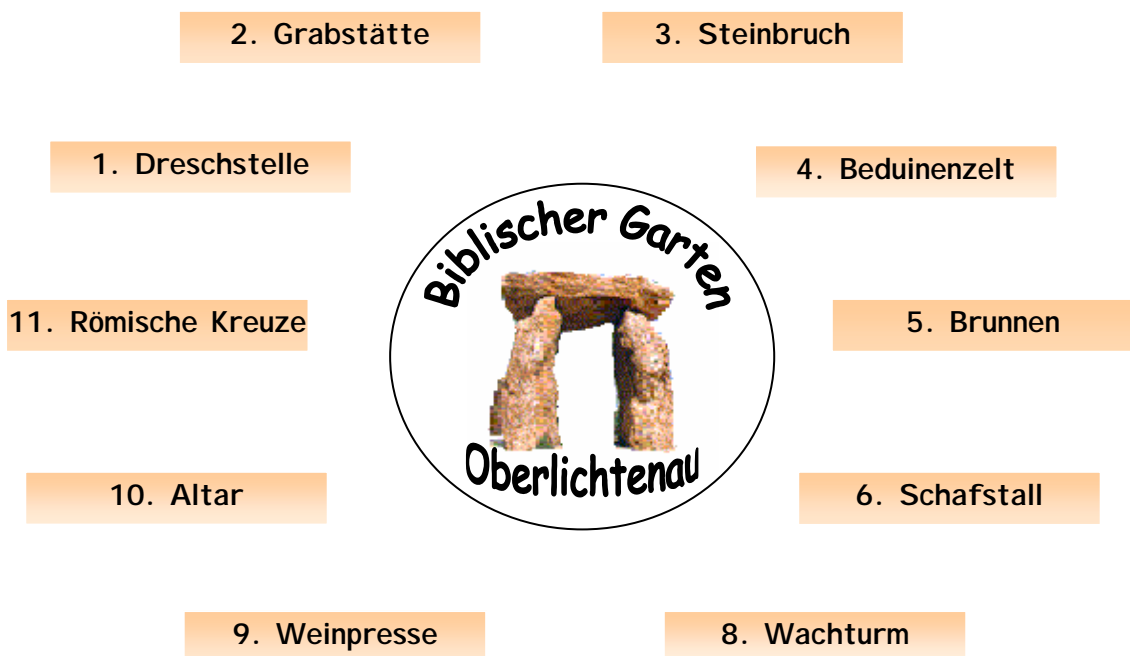 2. Grabstätte
3. Steinbruch
1. Dreschstelle
4. Beduinenzelt
Biblischer Garten
11. Römische Kreuze
5. Brunnen
Oberlichtenau
10. Altar
6. Schafstall
9. Weinpresse
8. Wachturm